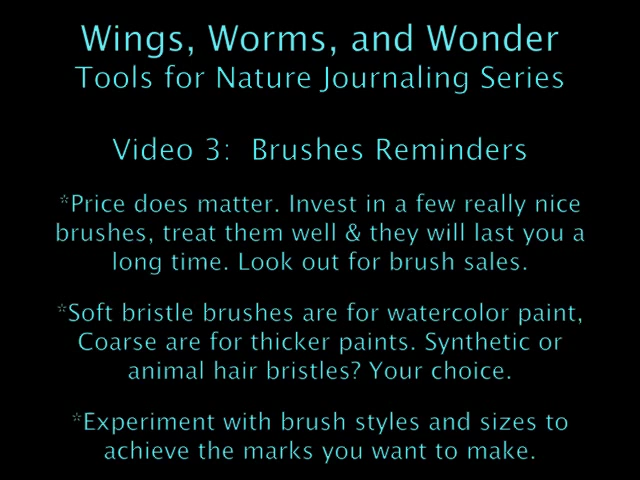 Wings, Worms, and Wonder
Tools for Nature Journaling Series
Video 3: Brushes Reminders
*Price does matter. Invest in a few really nice
brushes, treat them well & they will last you a
long time. Look out for brush sales.
*Soft bristle brushes are for watercolor paint,
Coarse are for thicker paints. Synthetic or
animal hair bristles? Your choice.
*Experiment with brush styles and sizes to
achieve the marks you want to make.